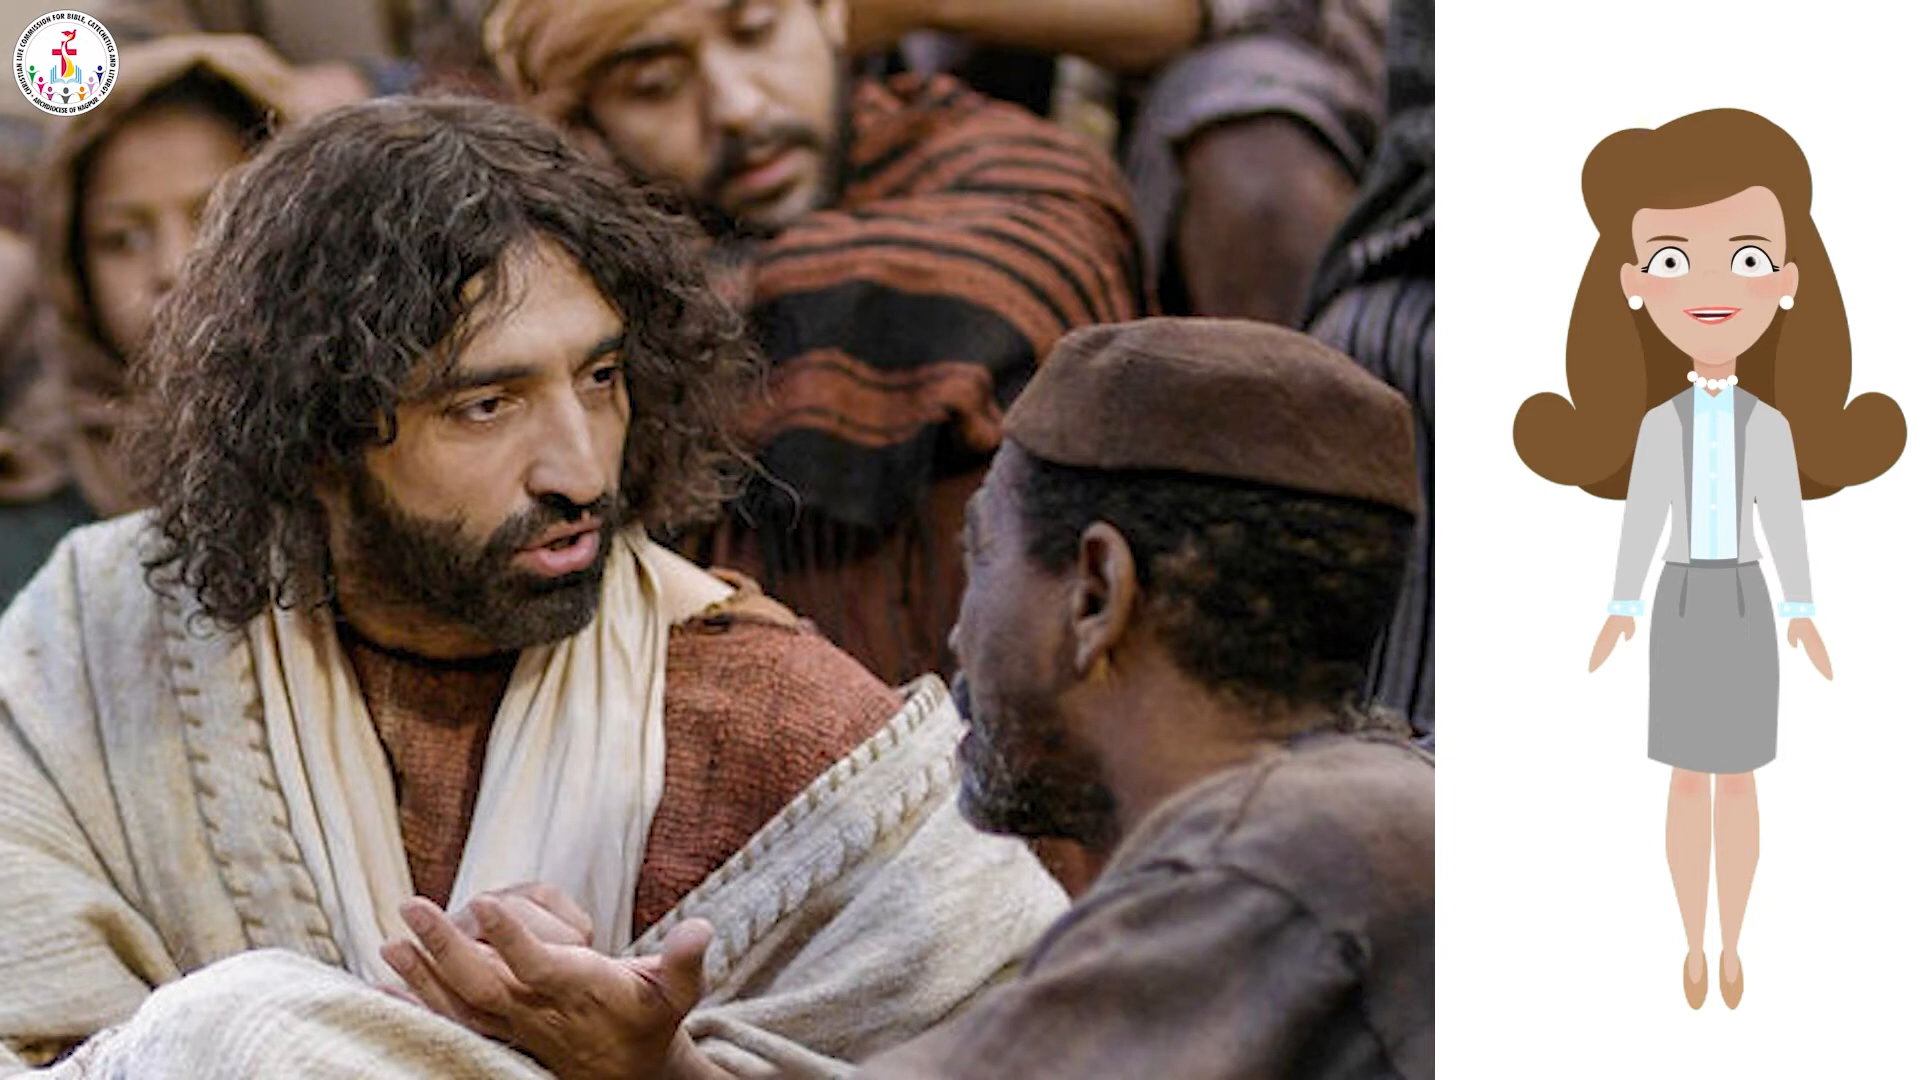 CHRISTIAN LIFE COMMISSION FOR BIBLE, CATECHETICS AND LITURGY
ARCHDIOCESE OF NAGPUR